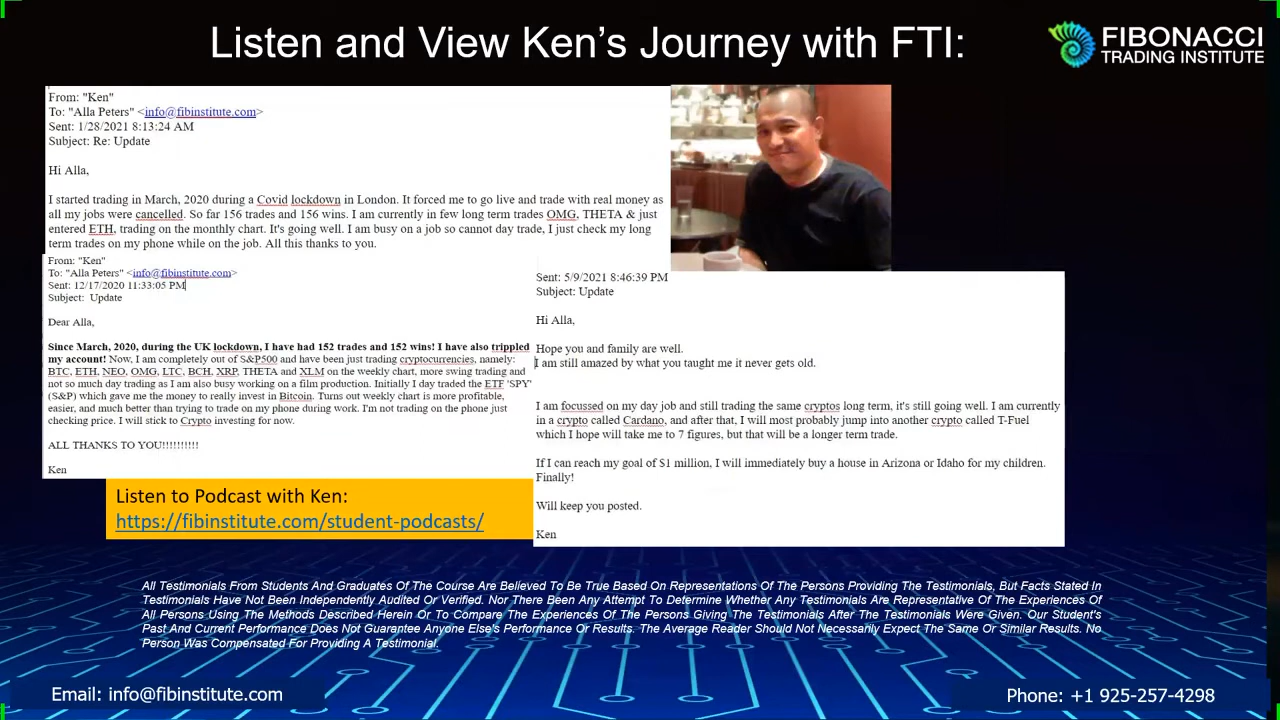 Listen and View Ken's Journey with FTI:
FIBONACCI
TRADING INSTITUTE
From: "Ken"
To: "Alla Peters" <info@fibinstitute.com>
Sent: 1/28/2021 8:13:24 AM
Subject: Re: Update
Hi Alla,
I started trading in March, 2020 during a Covid lockdown in London. It forced me to go live and trade with real money as
all my jobs were cancelled. So far 156 trades and 156 wins. I am currently in few long term trades OMG, THETA & just
entered ETH, trading on the monthly chart. It's going well. I am busy on a job so cannot day trade, I just check my long
term trades on my phone while on the job. All this thanks to you.
From: "Ken"
To: "Alla Peters" <info@fibinstitute.com>
Sent: 12/17/2020 11:33:05 PM
Subject: Update
Dear Alla,
Since March, 2020, during the UK lockdown, I have had 152 trades and 152 wins! I have also trippled
my account! Now, I am completely out of S&P500 and have been just trading cryptocurrencies, namely:
BTC, ETH, NEO, OMG, LTC, BCH, XRP, THETA and XLM on the weekly chart, more swing trading and
not so much day trading as I am also busy working on a film production. Initially I day traded the ETF 'SPY'
(S&P) which gave me the money to really invest in Bitcoin. Turns out weekly chart is more profitable,
easier, and much better than trying to trade on my phone during work. I'm not trading on the phone just
checking price. I will stick to Crypto investing for now.
ALL THANKS TO YOU!!!!!!!!!!
Ken
Sent: 5/9/2021 8:46:39 PM
Subject: Update
Hi Alla,
Hope you and family are well.
I am still amazed by what you taught me it never gets old.
I am focussed on my day job and still trading the same cryptos long term, it's still going well. I am currently
in a crypto called Cardano, and after that, I will most probably jump into another crypto called T-Fuel
which I hope will take me to 7 figures, but that will be a longer term trade.
If I can reach my goal of $1 million, I will immediately buy a house in Arizona or Idaho for my children.
Finally!
Will keep you posted.
Ken
Listen to Podcast with Ken:
https://fibinstitute.com/student-podcasts/
All Testimonials From Students And Graduates Of The Course Are Believed To Be True Based On Representations Of The Persons Providing The Testimonials, But Facts Stated In
Testimonials Have Not Been Independently Audited Or Verified. Nor There Been Any Attempt To Determine Whether Any Testimonials Are Representative Of The Experiences Of
All Persons Using The Methods Described Herein Or To Compare The Experiences Of The Persons Giving The Testimonials After The Testimonials Were Given. Our Student's
Past And Current Performance Does Not Guarantee Anyone Else's Performance Or Results. The Average Reader Should Not Necessarily Expect The Same Or Similar Results. No
Person Was Compensated For Providing A Testimonial.
Email: info@fibinstitute.com
Phone: +1 925-257-4298